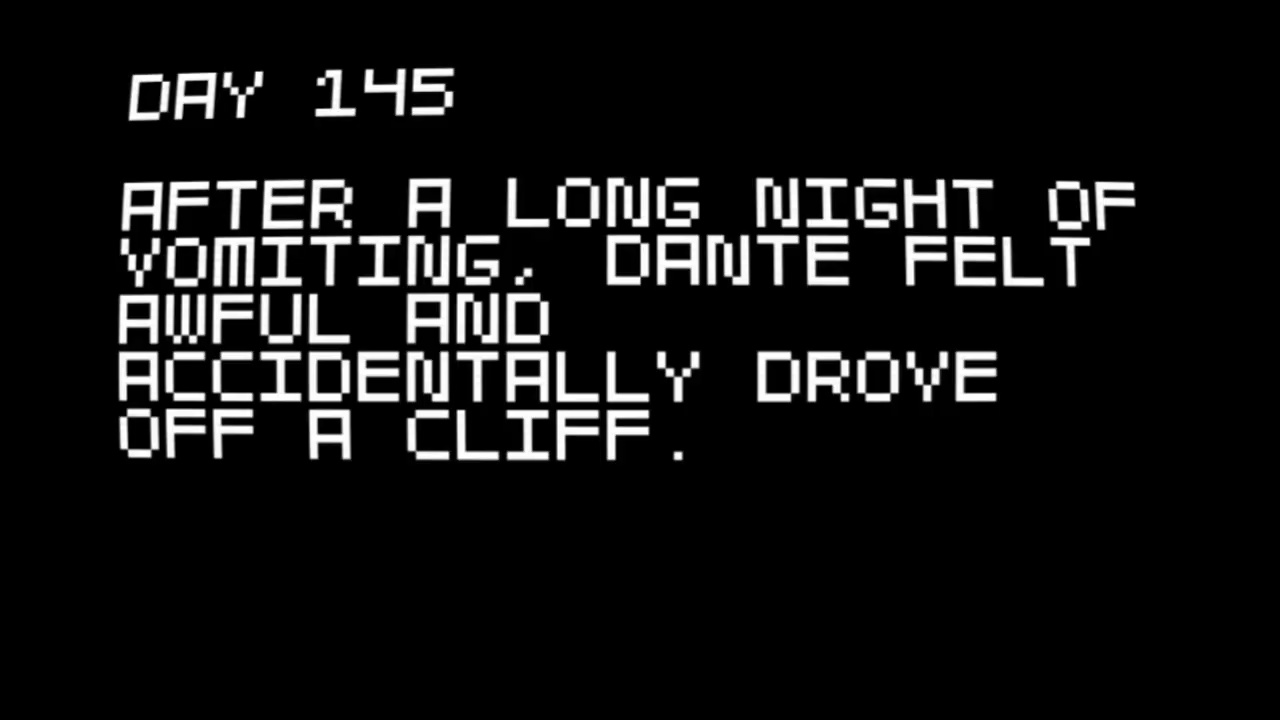 DAY 145
AFTER A LONG NIGHT OF
VOMITING, DANTE FELT
AWFUL AND
ACCIDENTALLY DROVE
OFF A CLIFF.